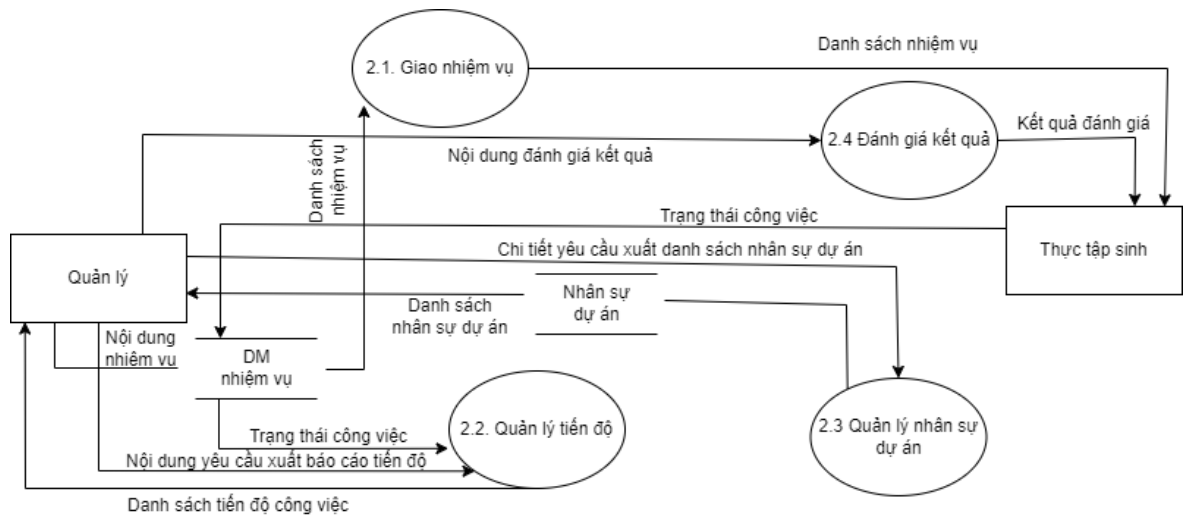 Danh sách nhiệm vụ
2.1. Giao nhiệm vụ
Kết quả đánh giá
2.4 Đánh giá kết quả
Nội dung đánh giá kết quả
Danh sách
nhiệm vụ
Trạng thái công việc
Chi tiết yêu cầu xuất danh sách nhân sự dự án
Thực tập sinh
Quản lý
Nhân sự
dự án
Danh sách
nhân sự dự án
Nội dung
nhiệm vụ
DM
nhiệm vụ
2.2. Quản lý tiến độ
2.3 Quản lý nhân sự
dự án
Trạng thái công việc
Nội dung yêu cầu xuất báo cáo tiến độ
Danh sách tiến độ công việc